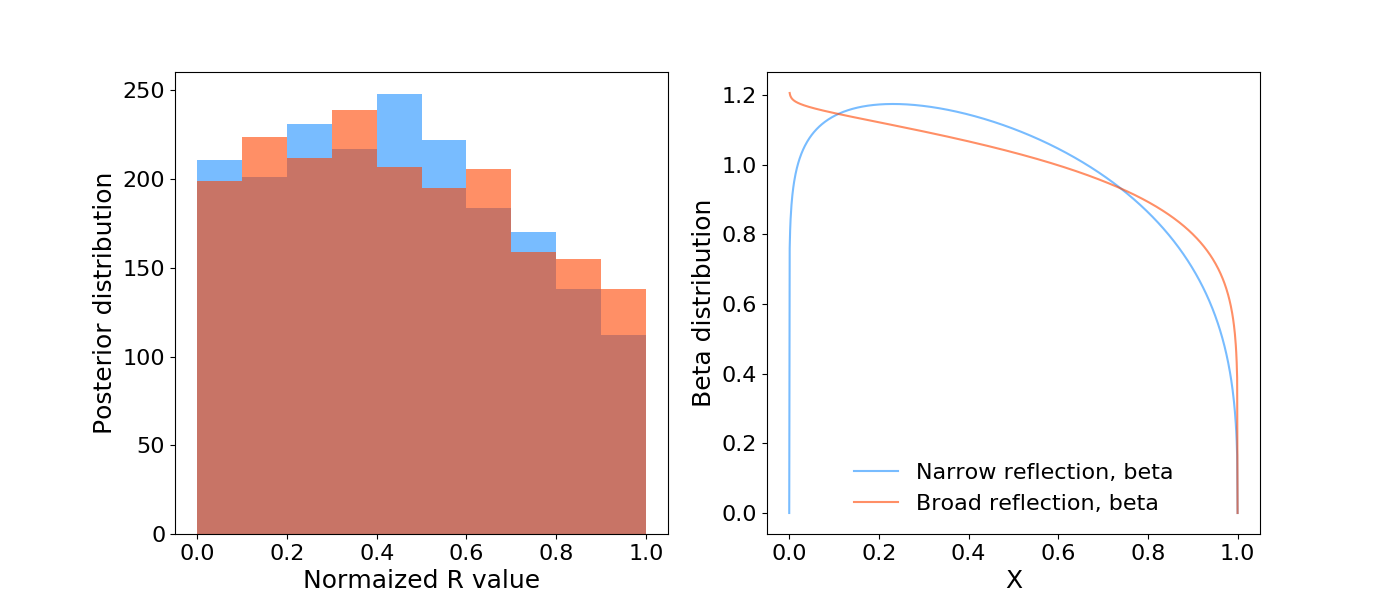 Posterior distribution
250
200
150
100
50
0
0.0 0.2 0.4 0.6 0.8 1.0
Normaized R value
Beta distribution
1.2
1.0
0.8
0.6
0.4
0.2
0.0
Narrow reflection, beta
Broad reflection, beta
0.0 0.2 0.4 0.6 0.8 1.0
X